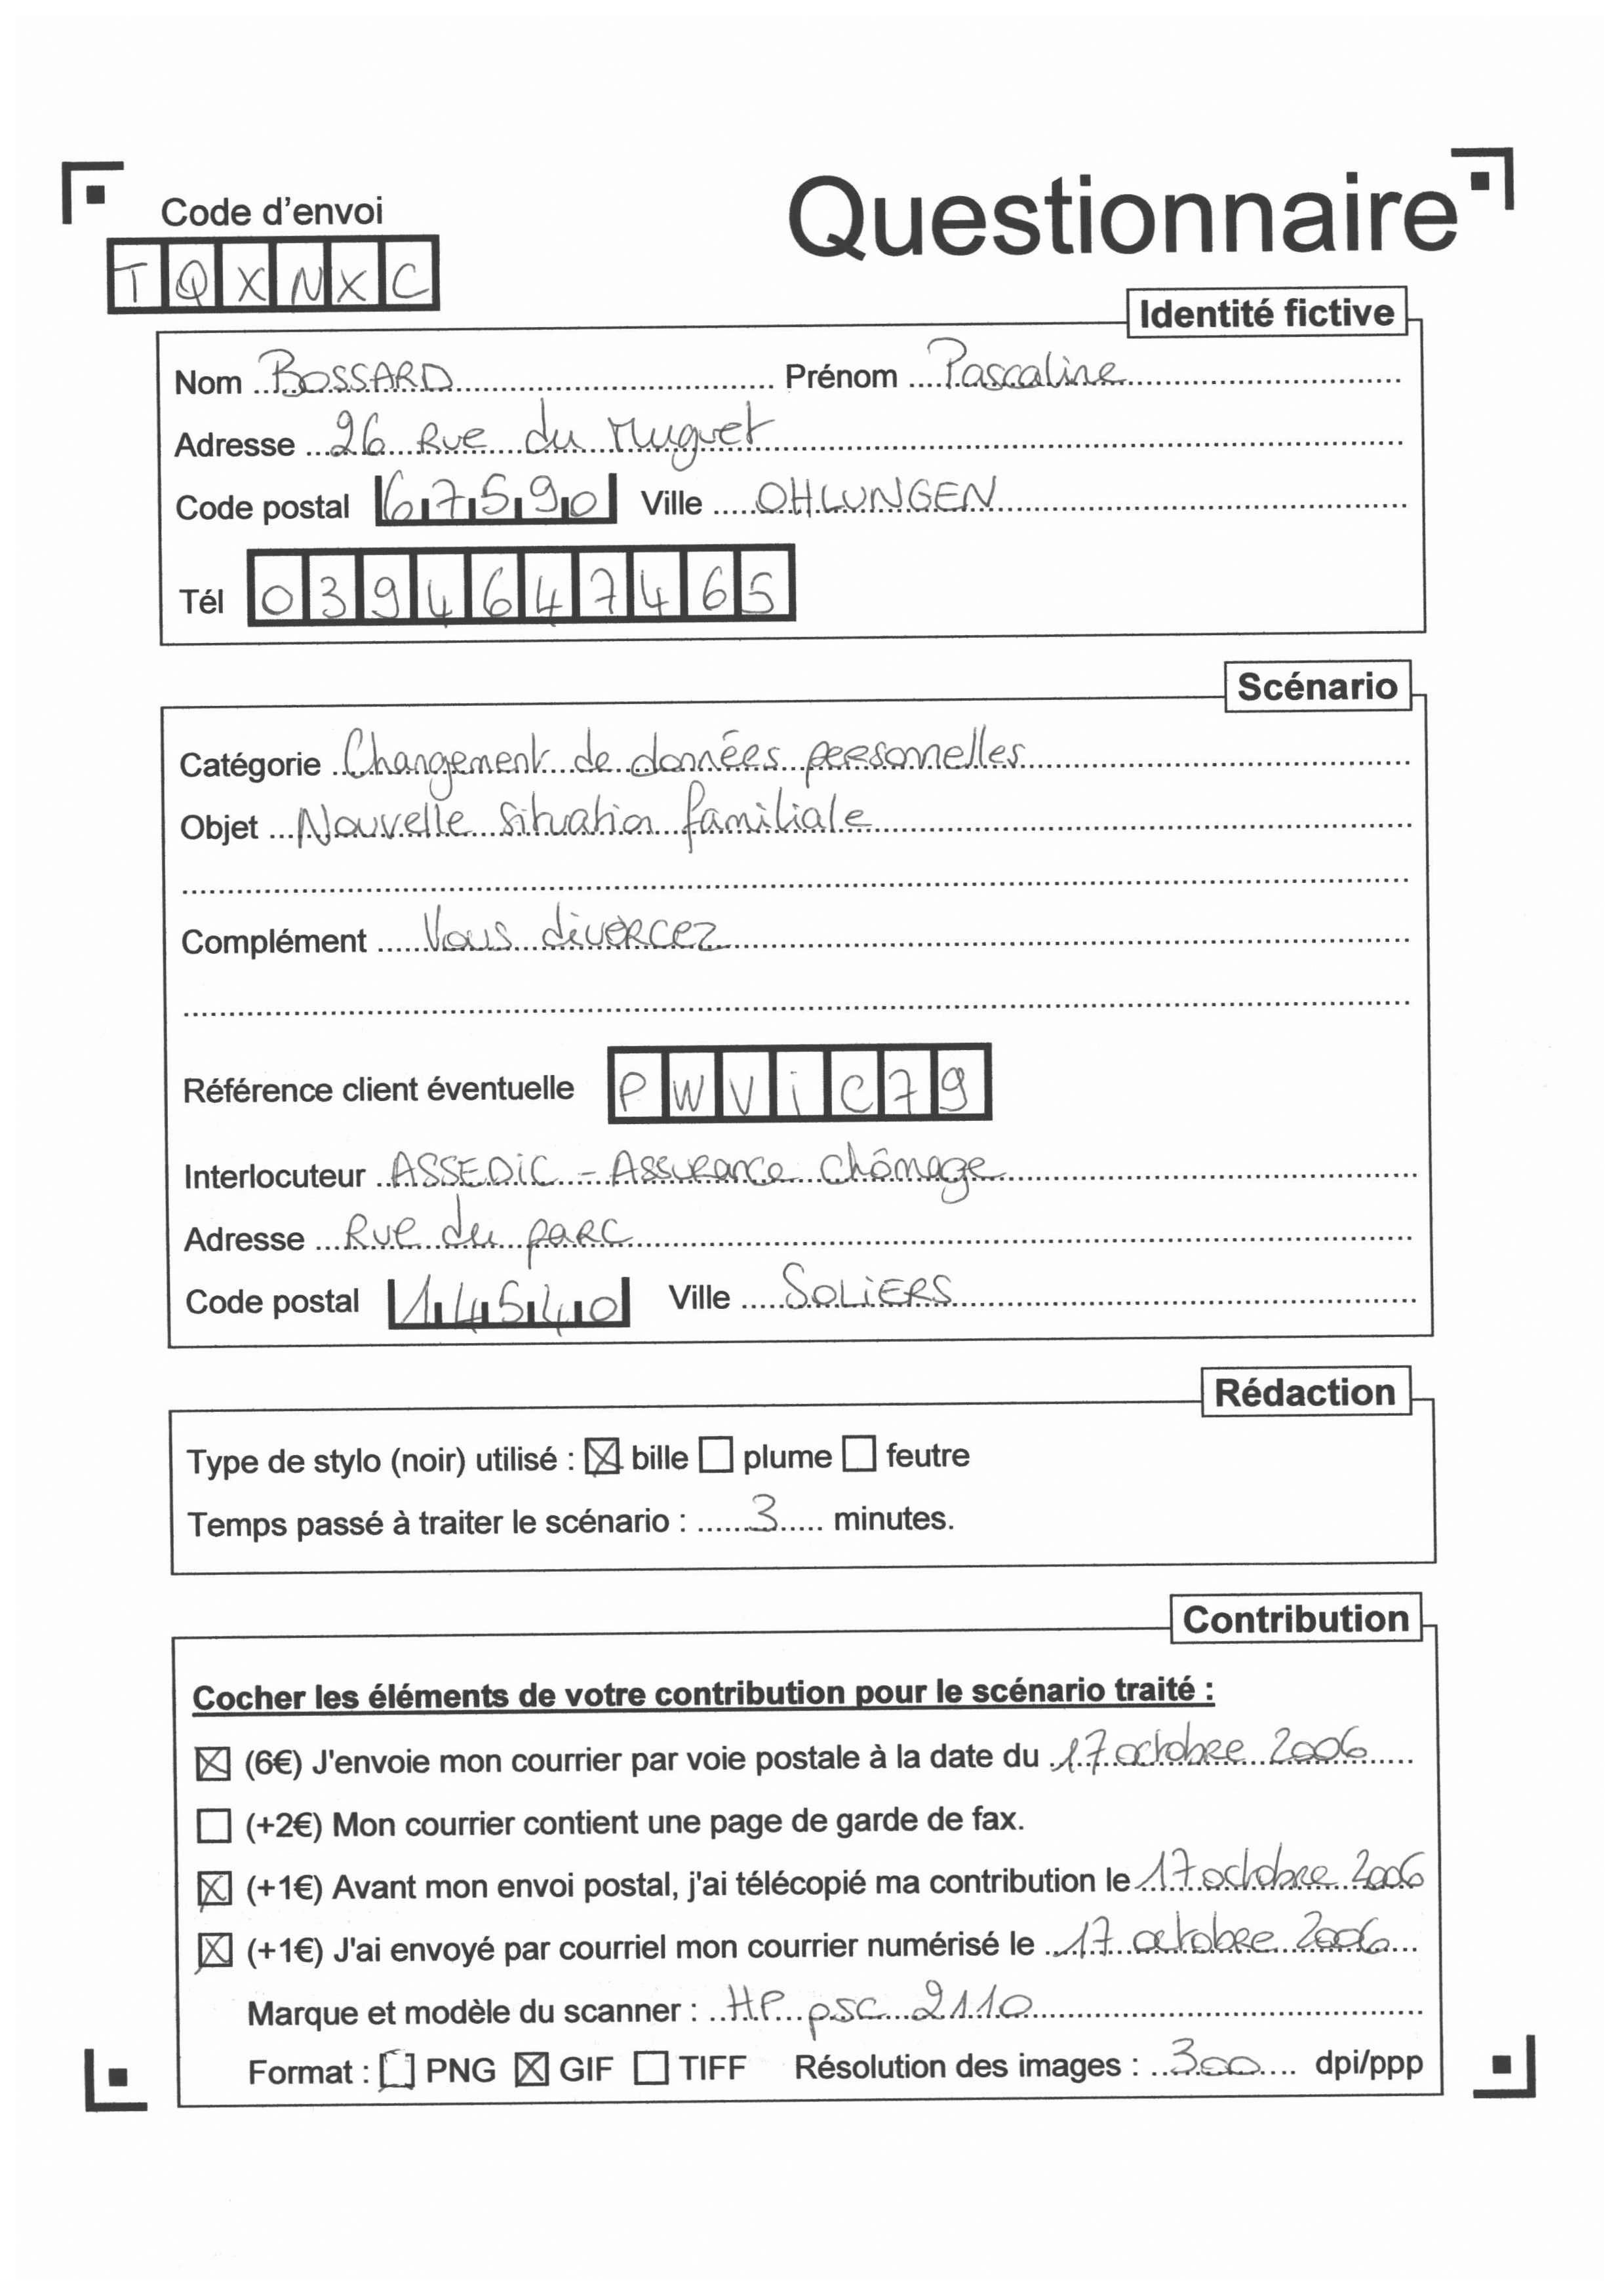 Questionnaire
Code d'envoi
TQXNXC
Identité fictive
Nom BOSSARD Prénom Pascaline
Adresse 26 Rue du Muguet
Code postal 67590 Ville OHLUNGEN
Tél 0394647465
Scénario
Catégorie Changement de données personnelles
Objet Nouvelle situation familiale
Complément Vous divorcez
Référence client éventuelle PWViC79
Interlocuteur ASSEDiC - Assurance chômage
Adresse Rue du parc
Code postal 14540 Ville SOLiERS
Rédaction
Type de stylo (noir) utilisé : ☒ bille ☐ plume ☐ feutre
Temps passé à traiter le scénario : 3 minutes.
Contribution
Cocher les éléments de votre contribution pour le scénario traité :
☒ (6€) J'envoie mon courrier par voie postale à la date du 17 octobre 2006
☐ (+2€) Mon courrier contient une page de garde de fax.
☒ (+1€) Avant mon envoi postal, j'ai télécopié ma contribution le 17 octobre 2006
☒ (+1€) J'ai envoyé par courriel mon courrier numérisé le 17 octobre 2006
Marque et modèle du scanner : HP psc 2110
Format : ☐ PNG ☒ GIF ☐ TIFF Résolution des images : 300 dpi/ppp